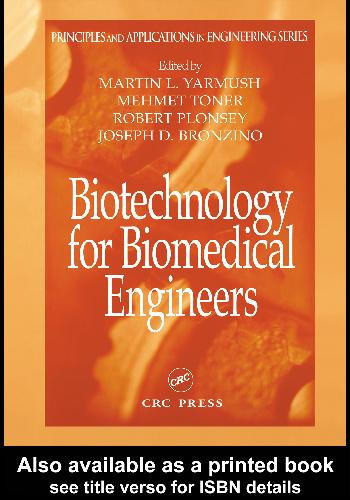 PRINCIPLES AND APPLICATIONS IN ENGINEERING SERIES
Edited by
MARTIN L. YARMUSH
MEHMET TONER
ROBERT PLONSEY
JOSEPH D. BRONZINO
Biotechnology
for Biomedical
Engineers
CRC
CRC PRESS
Also available as a printed book
see title verso for ISBN details